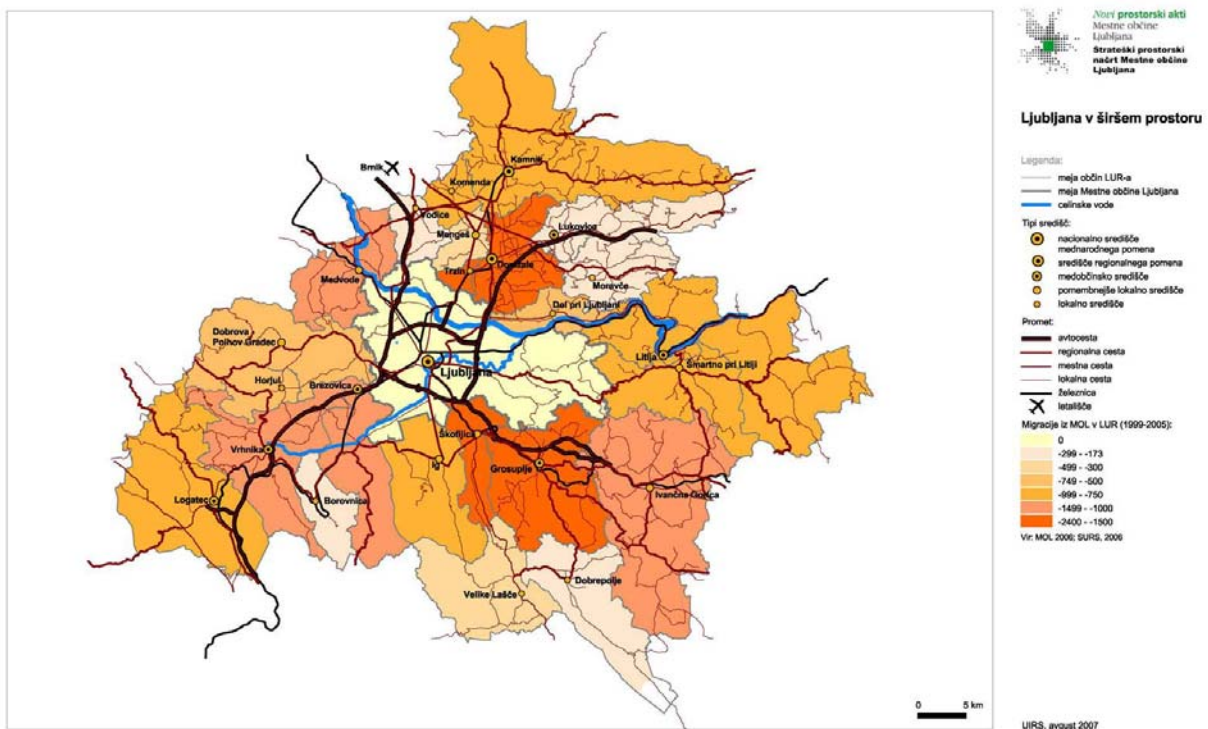 Novi prostorski akti
Mestne občine
Ljubljana
Strateški prostorski
načrt Mestne občine
Ljubljana
Ljubljana v širšem prostoru
Legenda:
meja občin LUR-a
meja Mestne občine Ljubljana
celinske vode
Tipi središč:
nacionalno središče
mednarodnega pomena
središče regionalnega pomena
medobčinsko središče
pomembnejše lokalno središče
lokalno središče
Promet:
avtocesta
regionalna cesta
mestna cesta
lokalna cesta
železnica
letališče
Migracije iz MOL v LUR (1999-2005):
0
-299 - -173
-499 - -300
-749 - -500
-999 - -750
-1499 - -1000
-2400 - -1500
Vir: MOL 2006; SURS, 2006
UIRS, avgust 2007
Brnik
Kamnik
Komenda
Vodice
Mengeš
Lukovica
Trzin
Domžale
Medvode
Moravče
Dol pri Ljubljani
Dobrova
Polhov Gradec
Horjul
Brezovica
Ljubljana
Litija
Šmartno pri Litiji
Vrhnika
Škofljica
Ig
Grosuplje
Logatec
Borovnica
Ivančna Gorica
Dobrepolje
Velike Lašče
0 5 km